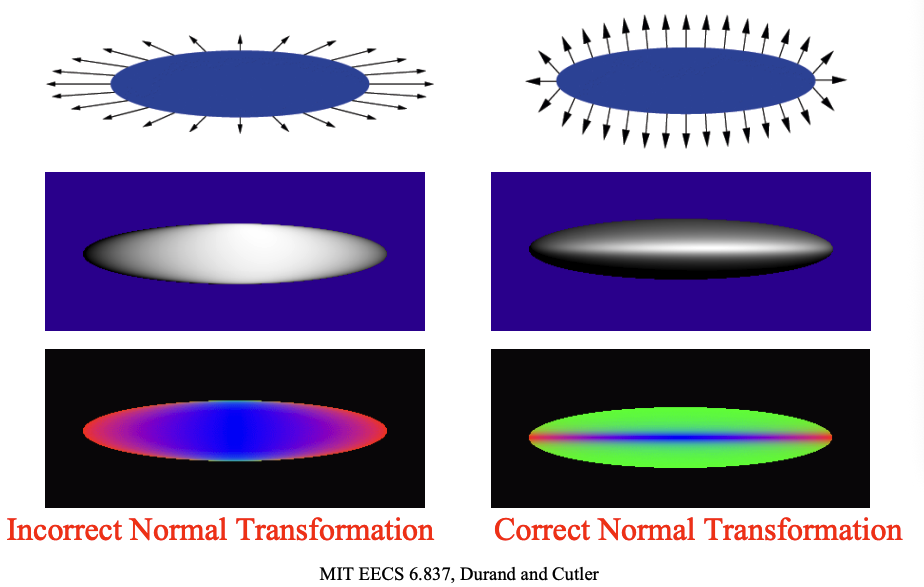 Incorrect Normal Transformation
Correct Normal Transformation
MIT EECS 6.837, Durand and Cutler